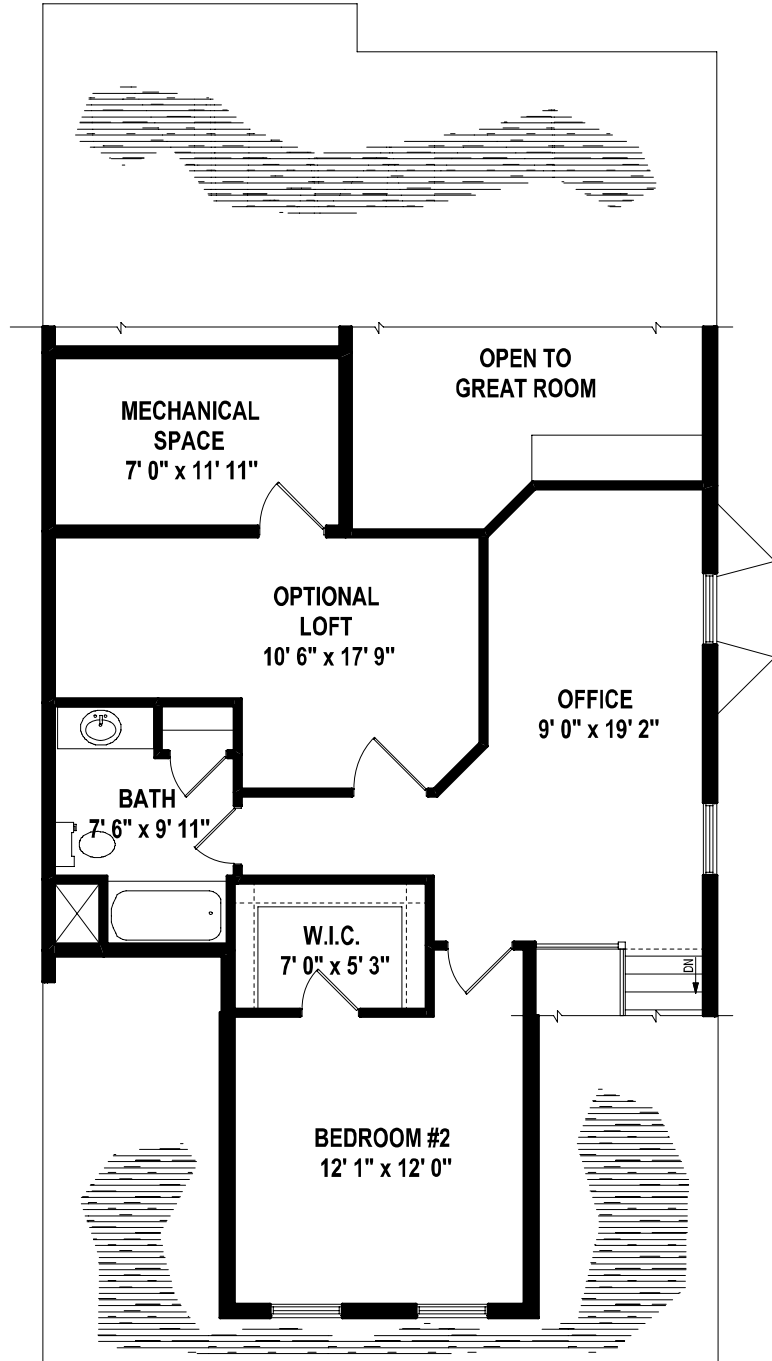 OPEN TO
GREAT ROOM
MECHANICAL
SPACE
7' 0" x 11' 11"
OPTIONAL
LOFT
10' 6" x 17' 9"
OFFICE
9' 0" x 19' 2"
BATH
7' 6" x 9' 11"
W.I.C.
7' 0" x 5' 3"
DN
BEDROOM #2
12' 1" x 12' 0"